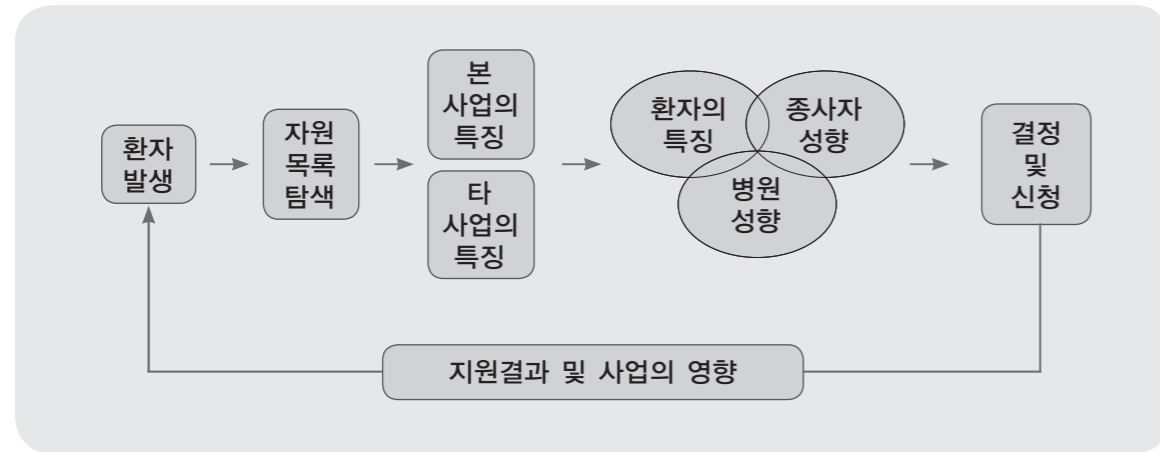 환자
발생
자원
목록
탐색
본
사업의
특징
타
사업의
특징
환자의
특징
종사자
성향
병원
성향
결정
및
신청
지원결과 및 사업의 영향